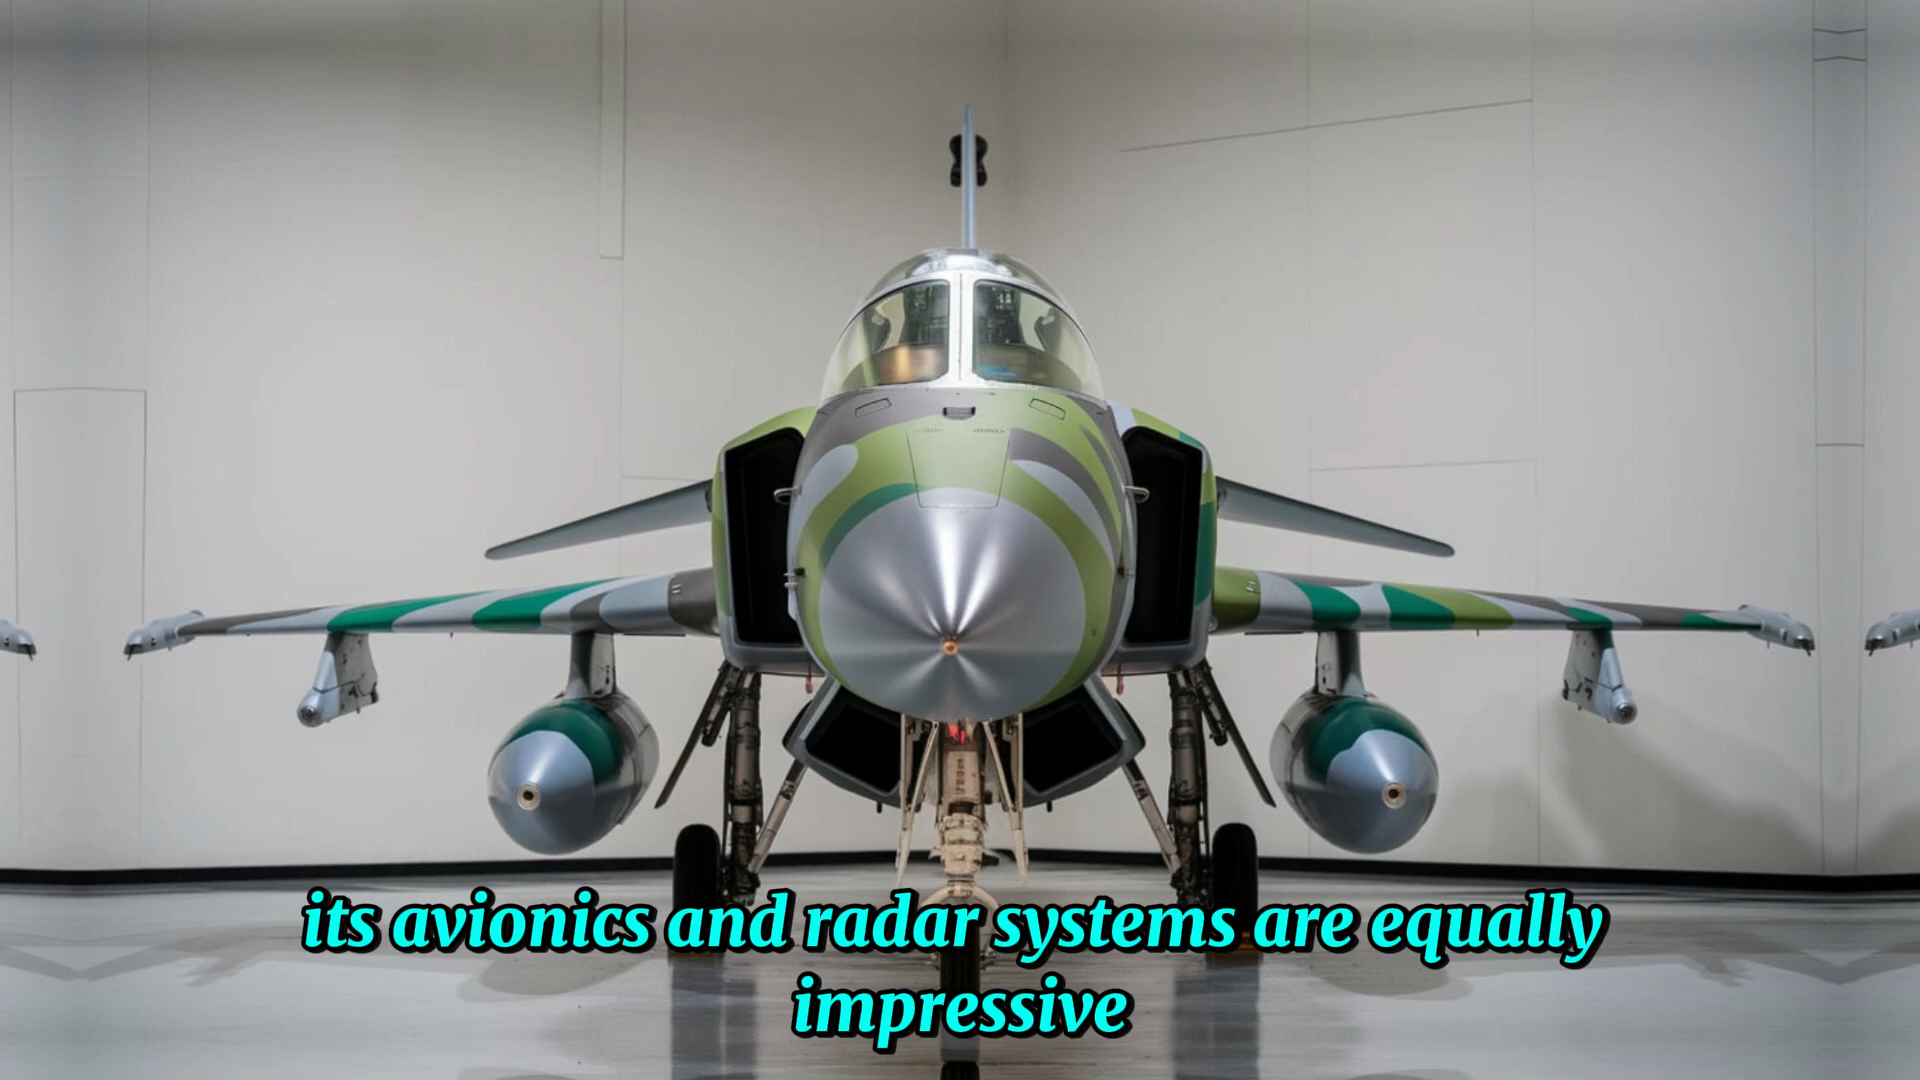 its avionics and radar systems are equally
impressive